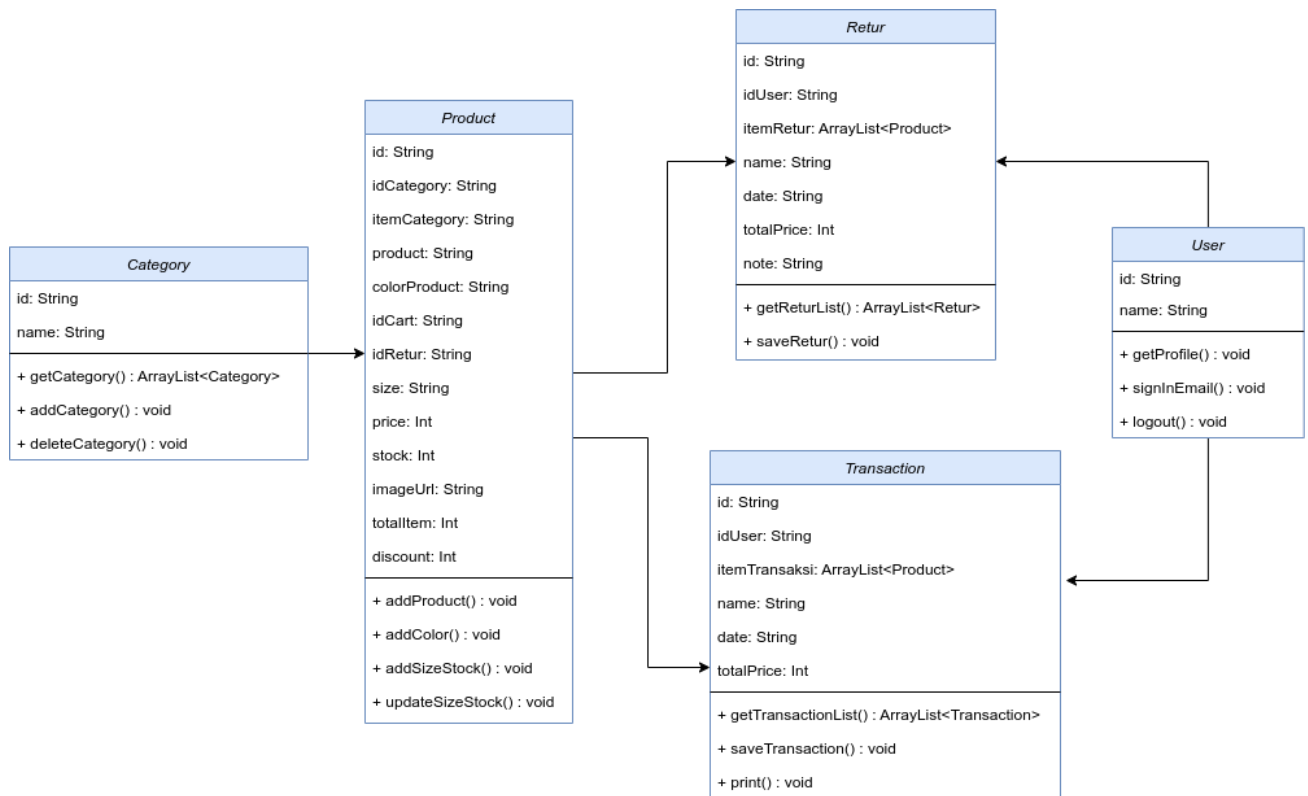 Category
id: String
name: String
+ getCategory() : ArrayList<Category>
+ addCategory() : void
+ deleteCategory() : void
Product
id: String
idCategory: String
itemCategory: String
product: String
colorProduct: String
idCart: String
idRetur: String
size: String
price: Int
stock: Int
imageUrl: String
totalItem: Int
discount: Int
+ addProduct() : void
+ addColor() : void
+ addSizeStock() : void
+ updateSizeStock() : void
Retur
id: String
idUser: String
itemRetur: ArrayList<Product>
name: String
date: String
totalPrice: Int
note: String
+ getReturList() : ArrayList<Retur>
+ saveRetur() : void
Transaction
id: String
idUser: String
itemTransaksi: ArrayList<Product>
name: String
date: String
totalPrice: Int
+ getTransactionList() : ArrayList<Transaction>
+ saveTransaction() : void
+ print() : void
User
id: String
name: String
+ getProfile() : void
+ signInEmail() : void
+ logout() : void